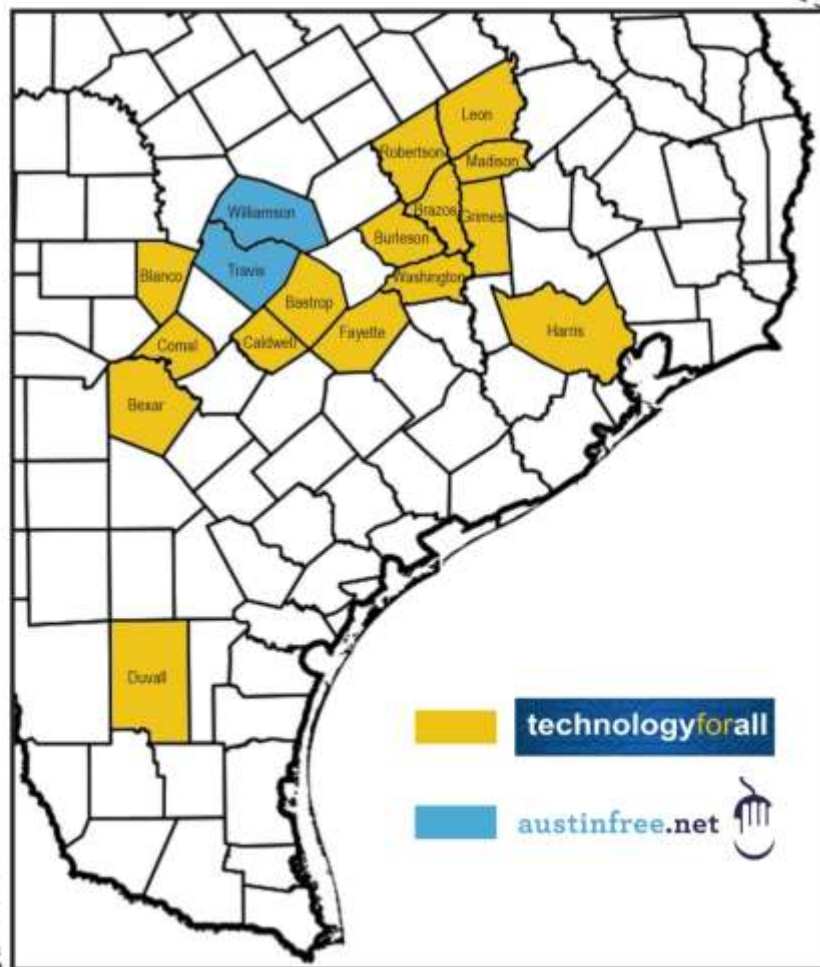 Leon
Robertson
Madison
Brazos
Grimes
Williamson
Burleson
Travis
Blanco
Washington
Bastrop
Harris
Fayette
Caldwell
Comal
Bexar
Duvall
technologyforall
austinfree.net